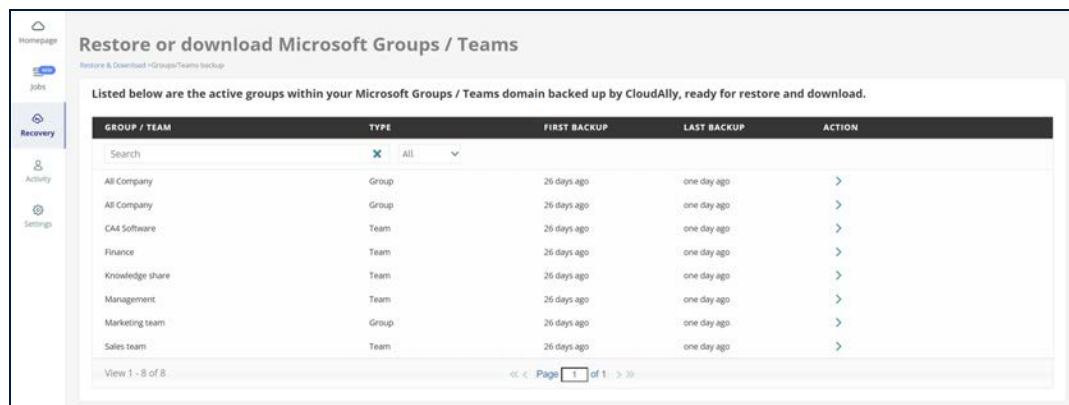 Homepage
NEW
Jobs
Recovery
Activity
Settings
Restore or download Microsoft Groups / Teams
Restore & Download >Groups/Teams backup
Listed below are the active groups within your Microsoft Groups / Teams domain backed up by CloudAlly, ready for restore and download.
GROUP / TEAM TYPE FIRST BACKUP LAST BACKUP ACTION
Search All
All Company Group 26 days ago one day ago
All Company Group 26 days ago one day ago
CA4 Software Team 26 days ago one day ago
Finance Team 26 days ago one day ago
Knowledge share Team 26 days ago one day ago
Management Team 26 days ago one day ago
Marketing team Group 26 days ago one day ago
Sales team Team 26 days ago one day ago
View 1 - 8 of 8 Page 1 of 1